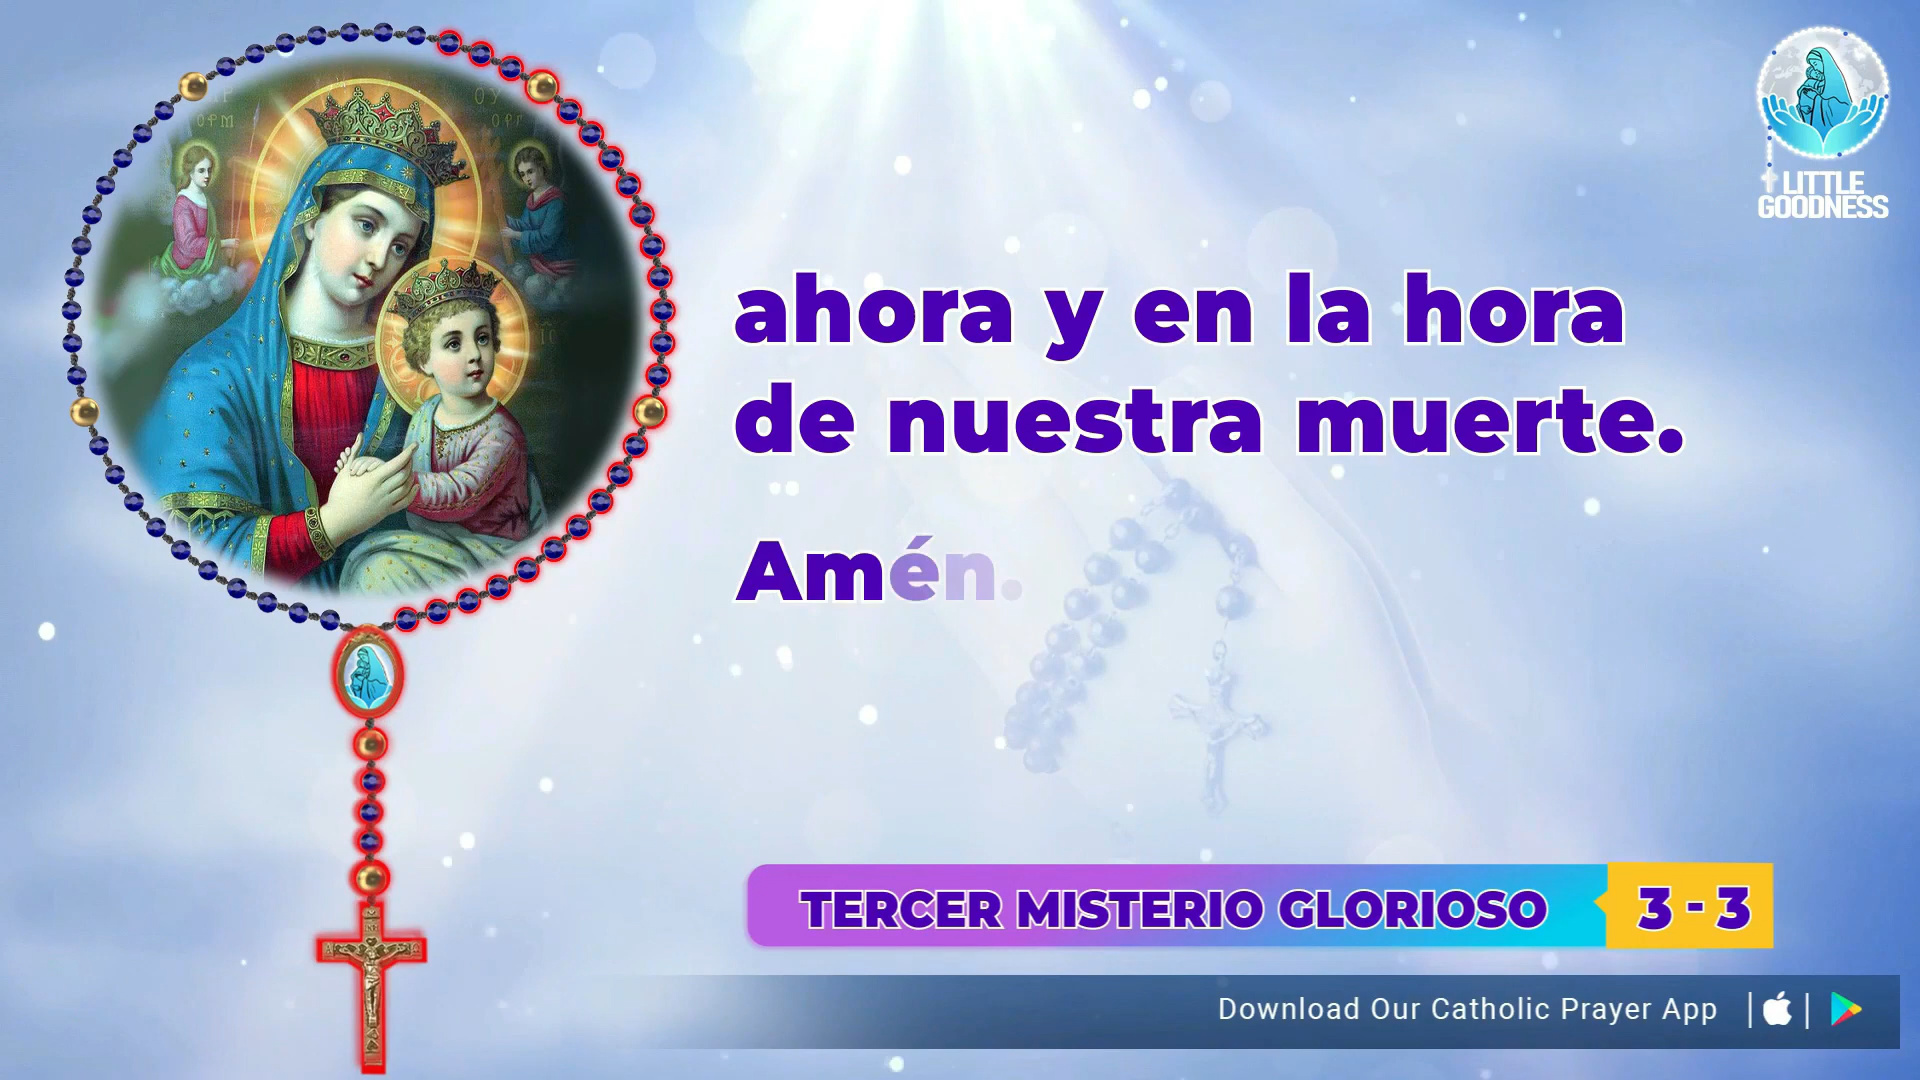 LITTLE
GOODNESS
ahora y en la hora
de nuestra muerte.
Amén.
TERCER MISTERIO GLORIOSO 3 - 3
Download Our Catholic Prayer App